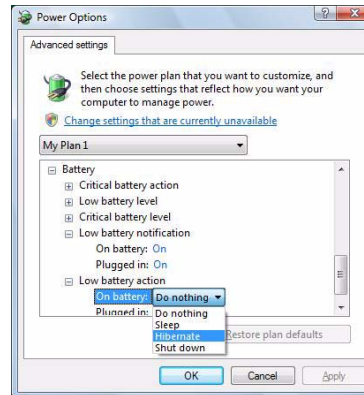 Power Options
Advanced settings
Select the power plan that you want to customize, and
then choose settings that reflect how you want your
computer to manage power.
Change settings that are currently unavailable
My Plan 1
Battery
Critical battery action
Low battery level
Critical battery level
Low battery notification
On battery: On
Plugged in: On
Low battery action
On battery: Do nothing
Plugged in:
Do nothing
Sleep
Hibernate
Shut down
Restore plan defaults
OK Cancel Apply